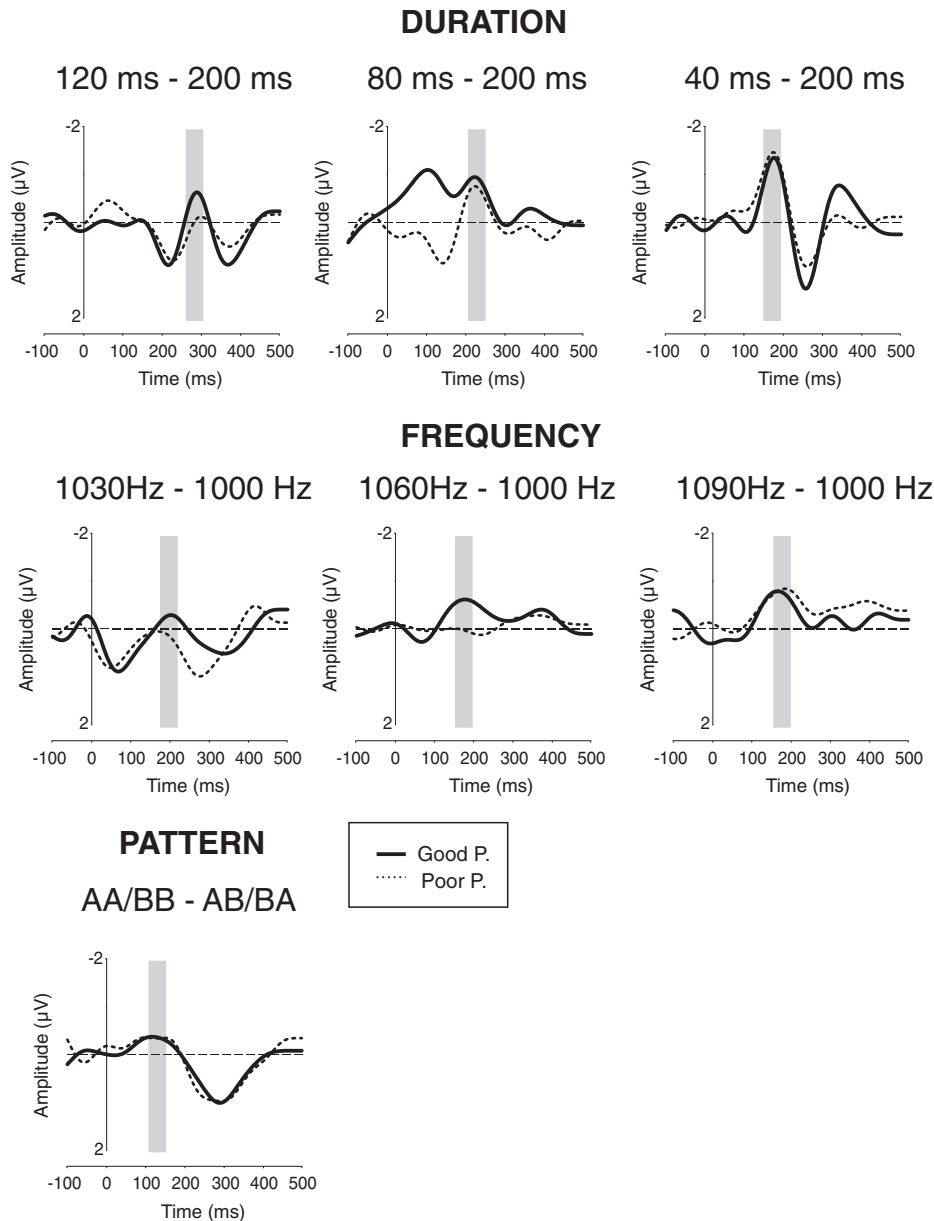 DURATION
120 ms - 200 ms
80 ms - 200 ms
40 ms - 200 ms
-2
-2
-2
Amplitude (µV)
Amplitude (µV)
Amplitude (µV)
2
2
2
-100 0 100 200 300 400 500
-100 0 100 200 300 400 500
-100 0 100 200 300 400 500
Time (ms)
Time (ms)
Time (ms)
FREQUENCY
1030Hz - 1000 Hz
1060Hz - 1000 Hz
1090Hz - 1000 Hz
-2
-2
-2
Amplitude (µV)
Amplitude (µV)
Amplitude (µV)
2
2
2
-100 0 100 200 300 400 500
-100 0 100 200 300 400 500
-100 0 100 200 300 400 500
Time (ms)
Time (ms)
Time (ms)
PATTERN
Good P.
Poor P.
AA/BB - AB/BA
-2
Amplitude (µV)
2
-100 0 100 200 300 400 500
Time (ms)